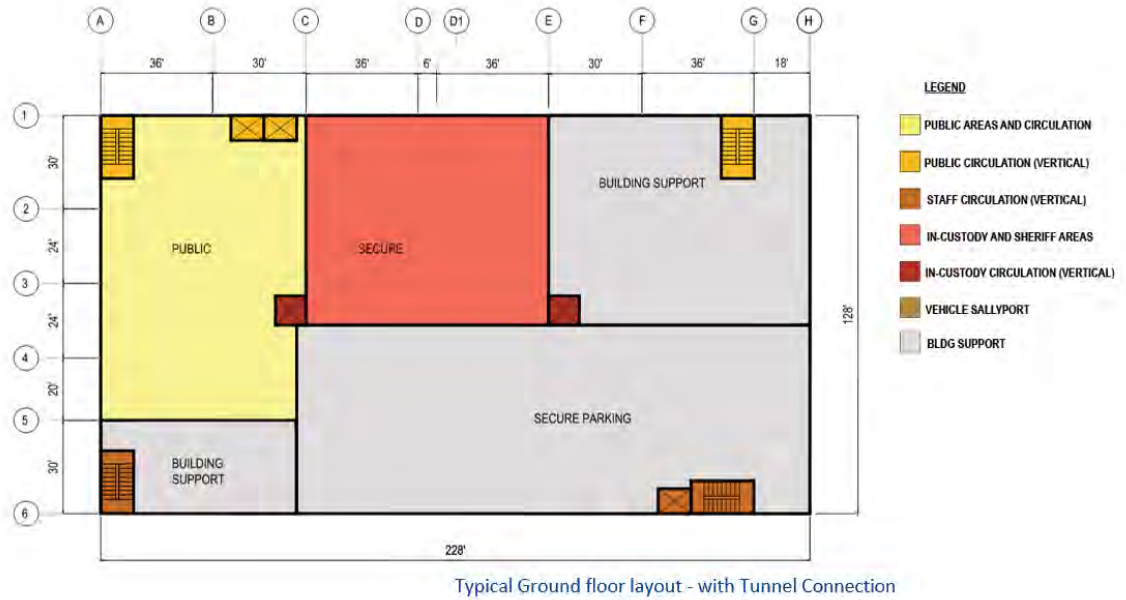 A B C D D1 E F G H
36' 30' 36' 6' 36' 30' 36' 18'
1
30'
2
24'
3
24'
4
20'
5
30'
6
PUBLIC
SECURE
BUILDING SUPPORT
SECURE PARKING
BUILDING
SUPPORT
128'
228'
LEGEND
PUBLIC AREAS AND CIRCULATION
PUBLIC CIRCULATION (VERTICAL)
STAFF CIRCULATION (VERTICAL)
IN-CUSTODY AND SHERIFF AREAS
IN-CUSTODY CIRCULATION (VERTICAL)
VEHICLE SALLYPORT
BLDG SUPPORT
Typical Ground floor layout - with Tunnel Connection